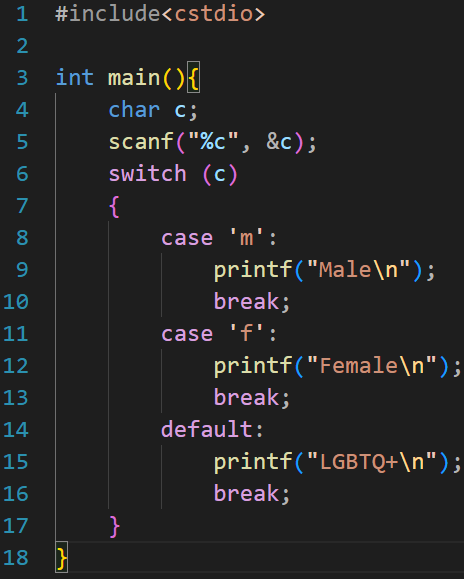 1 #include<cstdio>
2
3 int main(){
4     char c;
5     scanf("%c", &c);
6     switch (c)
7     {
8         case 'm':
9             printf("Male\n");
10             break;
11         case 'f':
12             printf("Female\n");
13             break;
14         default:
15             printf("LGBTQ+\n");
16             break;
17     }
18 }